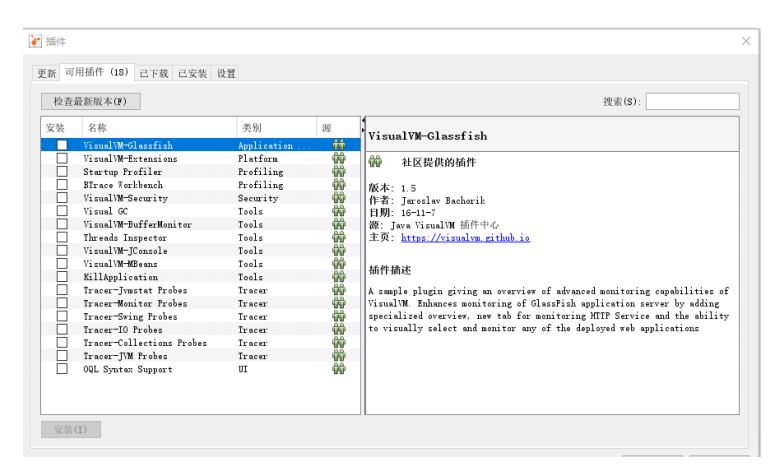 插件
更新 可用插件 (18) 已下载 已安装 设置
检查最新版本(P) 搜索(S):
安装 名称 类别 源
VisualVM-Glassfish Application ...
VisualVM-Extensions Platform
Startup Profiler Profiling
BTrace Workbench Profiling
VisualVM-Security Security
Visual GC Tools
VisualVM-BufferMonitor Tools
Threads Inspector Tools
VisualVM-JConsole Tools
VisualVM-MBeans Tools
KillApplication Tools
Tracer-Jvmstat Probes Tracer
Tracer-Monitor Probes Tracer
Tracer-Swing Probes Tracer
Tracer-IO Probes Tracer
Tracer-Collections Probes Tracer
Tracer-JVM Probes Tracer
OQL Syntax Support UI
安装(I)
VisualVM-Glassfish
社区提供的插件
版本: 1.5
作者: Jaroslav Bachorik
日期: 16-11-7
源: Java VisualVM 插件中心
主页: https://visualvm.github.io
插件描述
A sample plugin giving an overview of advanced monitoring capabilities of
VisualVM. Enhances monitoring of GlassFish application server by adding
specialized overview, new tab for monitoring HTTP Service and the ability
to visually select and monitor any of the deployed web applications